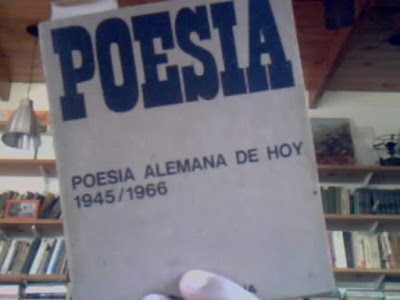 POESIA
POESIA ALEMANA DE HOY
1945/1966